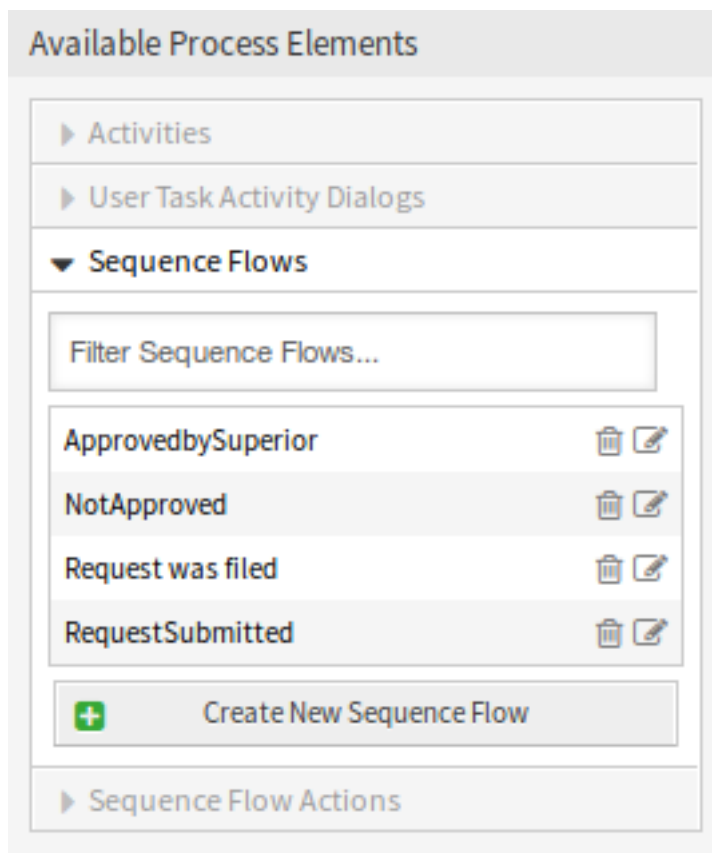 Available Process Elements
Activities
User Task Activity Dialogs
Sequence Flows
Filter Sequence Flows...
ApprovedbySuperior
NotApproved
Request was filed
RequestSubmitted
Create New Sequence Flow
Sequence Flow Actions